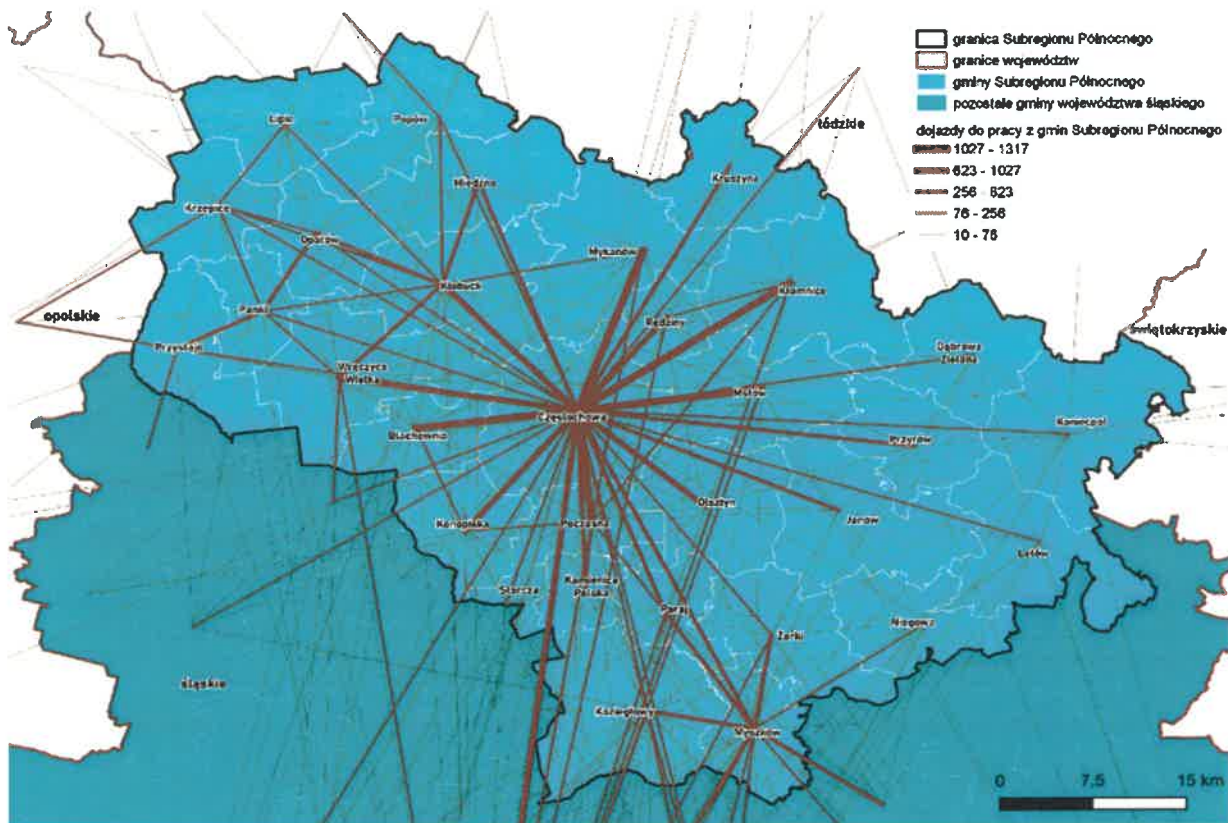 granica Subregionu Północnego
granice województw
gminy Subregionu Północnego
pozostałe gminy województwa śląskiego
dojazdy do pracy z gmin Subregionu Północnego
1027 - 1317
623 - 1027
256 - 623
76 - 256
10 - 76
łódzkie
Lipie
Popów
Miedźno
Kruszyna
Krzepice
Opatów
Mykanów
Kłobuck
Kłomnice
Panki
opolskie
Rędziny
świętokrzyskie
Przystajń
Dąbrowa
Zielona
Wręczyca
Wielka
Mstów
Częstochowa
Koniecpol
Blachownia
Przyrów
Olsztyn
Konopiska
Poczesna
Janów
Lelów
Kamienica
Polska
Starcza
Poraj
Żarki
Niegowa
śląskie
Koziegłowy
Myszków
0 7,5 15 km